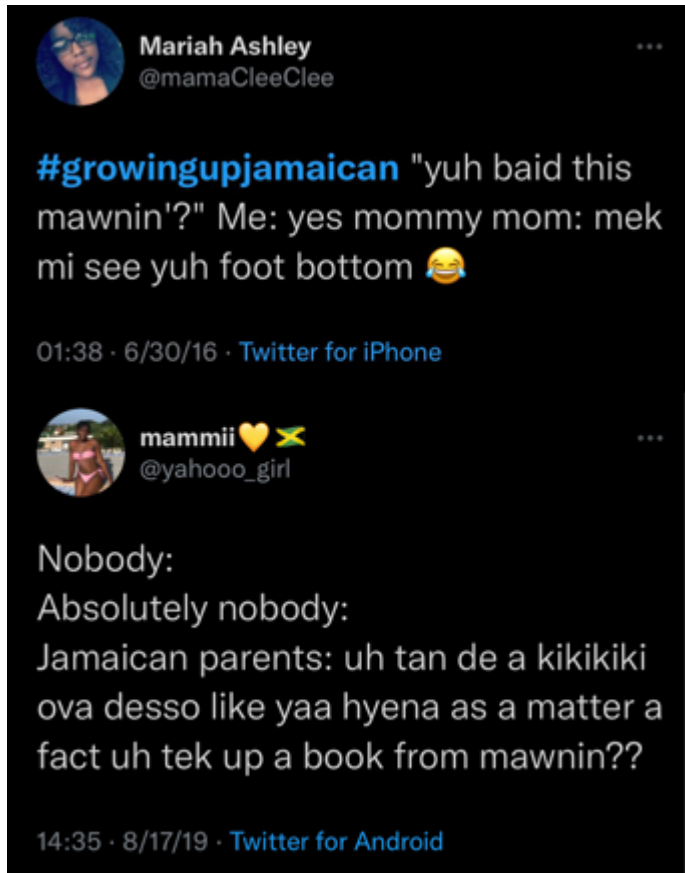 Mariah Ashley
@mamaCleeClee
#growingupjamaican "yuh baid this
mawnin'?" Me: yes mommy mom: mek
mi see yuh foot bottom 😂
01:38 · 6/30/16 · Twitter for iPhone
mammii💛🇯🇲
@yahooo_girl
Nobody:
Absolutely nobody:
Jamaican parents: uh tan de a kikikiki
ova desso like yaa hyena as a matter a
fact uh tek up a book from mawnin??
14:35 · 8/17/19 · Twitter for Android